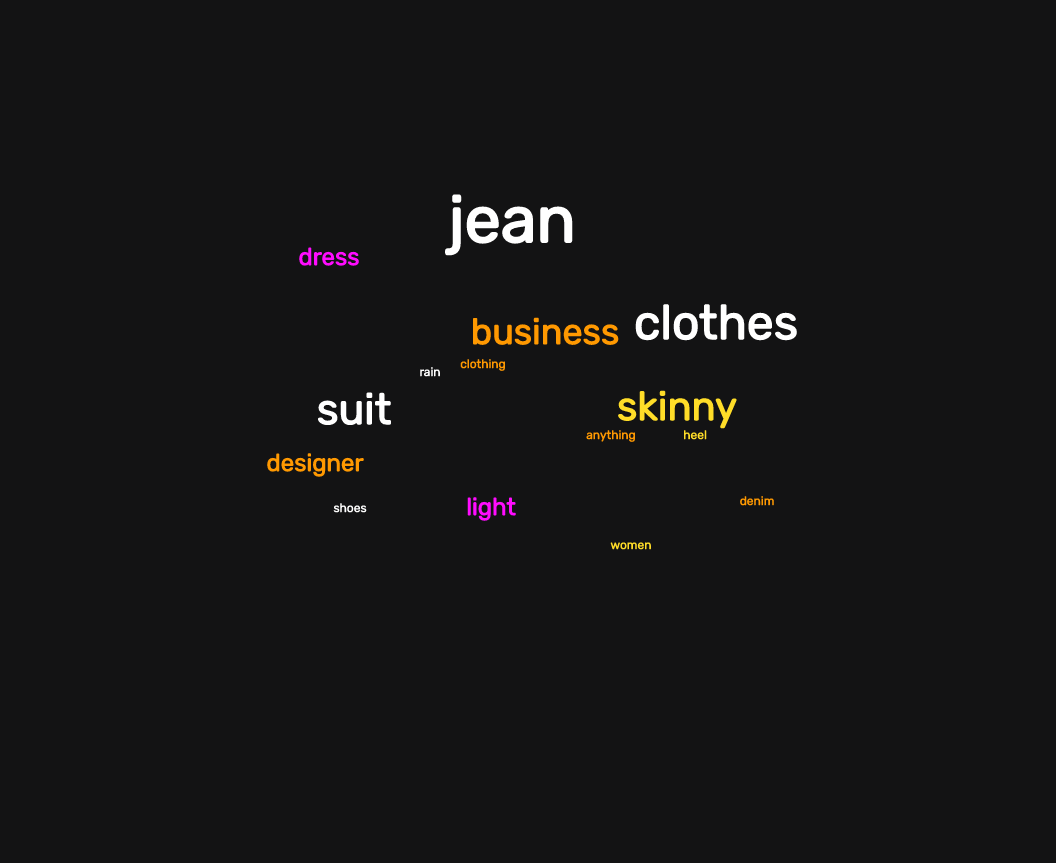 jean
dress
clothes
business
clothing
rain
skinny
suit
anything
heel
designer
denim
light
shoes
women